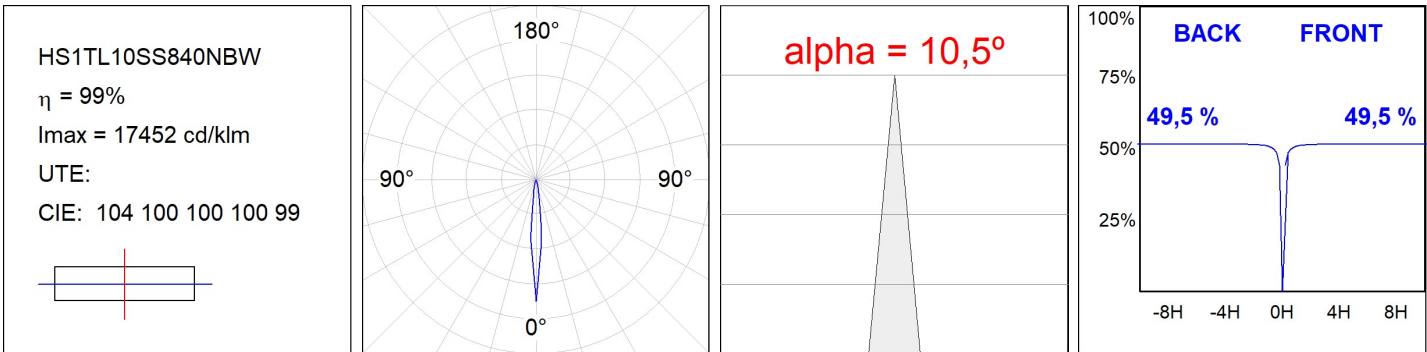 HS1TL10SS840NBW
η = 99%
Imax = 17452 cd/klm
UTE:
CIE: 104 100 100 100 99
180°
90°
90°
0°
alpha = 10,5º
100%
BACK
FRONT
75%
49,5 %
49,5 %
50%
25%
-8H
-4H
0H
4H
8H